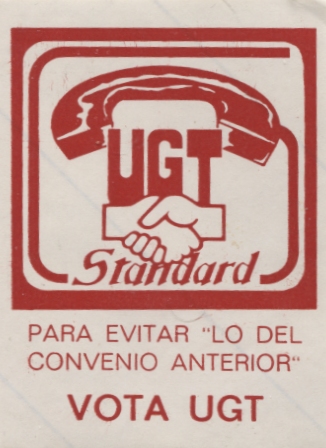 UGT
Standard
PARA EVITAR "LO DEL
CONVENIO ANTERIOR"
VOTA UGT